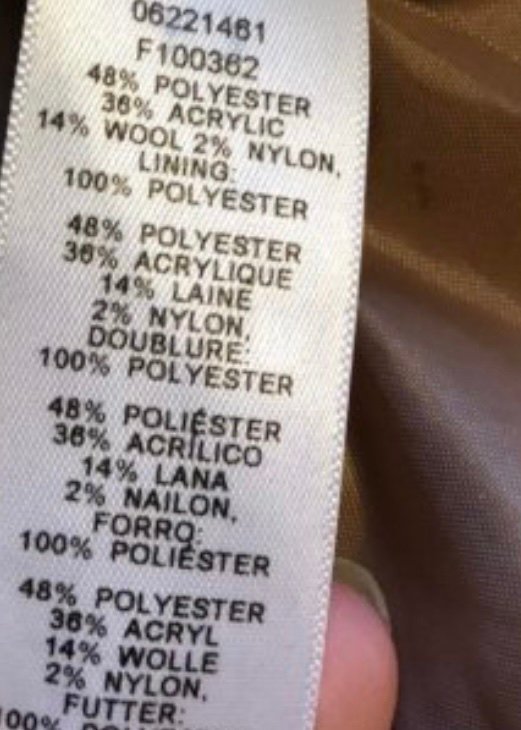 06221461
F100362
48% POLYESTER
36% ACRYLIC
14% WOOL 2% NYLON,
LINING:
100% POLYESTER
48% POLYESTER
36% ACRYLIQUE
14% LAINE
2% NYLON,
DOUBLURE:
100% POLYESTER
48% POLIÉSTER
36% ACRÍLICO
14% LANA
2% NAILON,
FORRO:
100% POLIÉSTER
48% POLYESTER
36% ACRYL
14% WOLLE
2% NYLON,
FUTTER:
100%